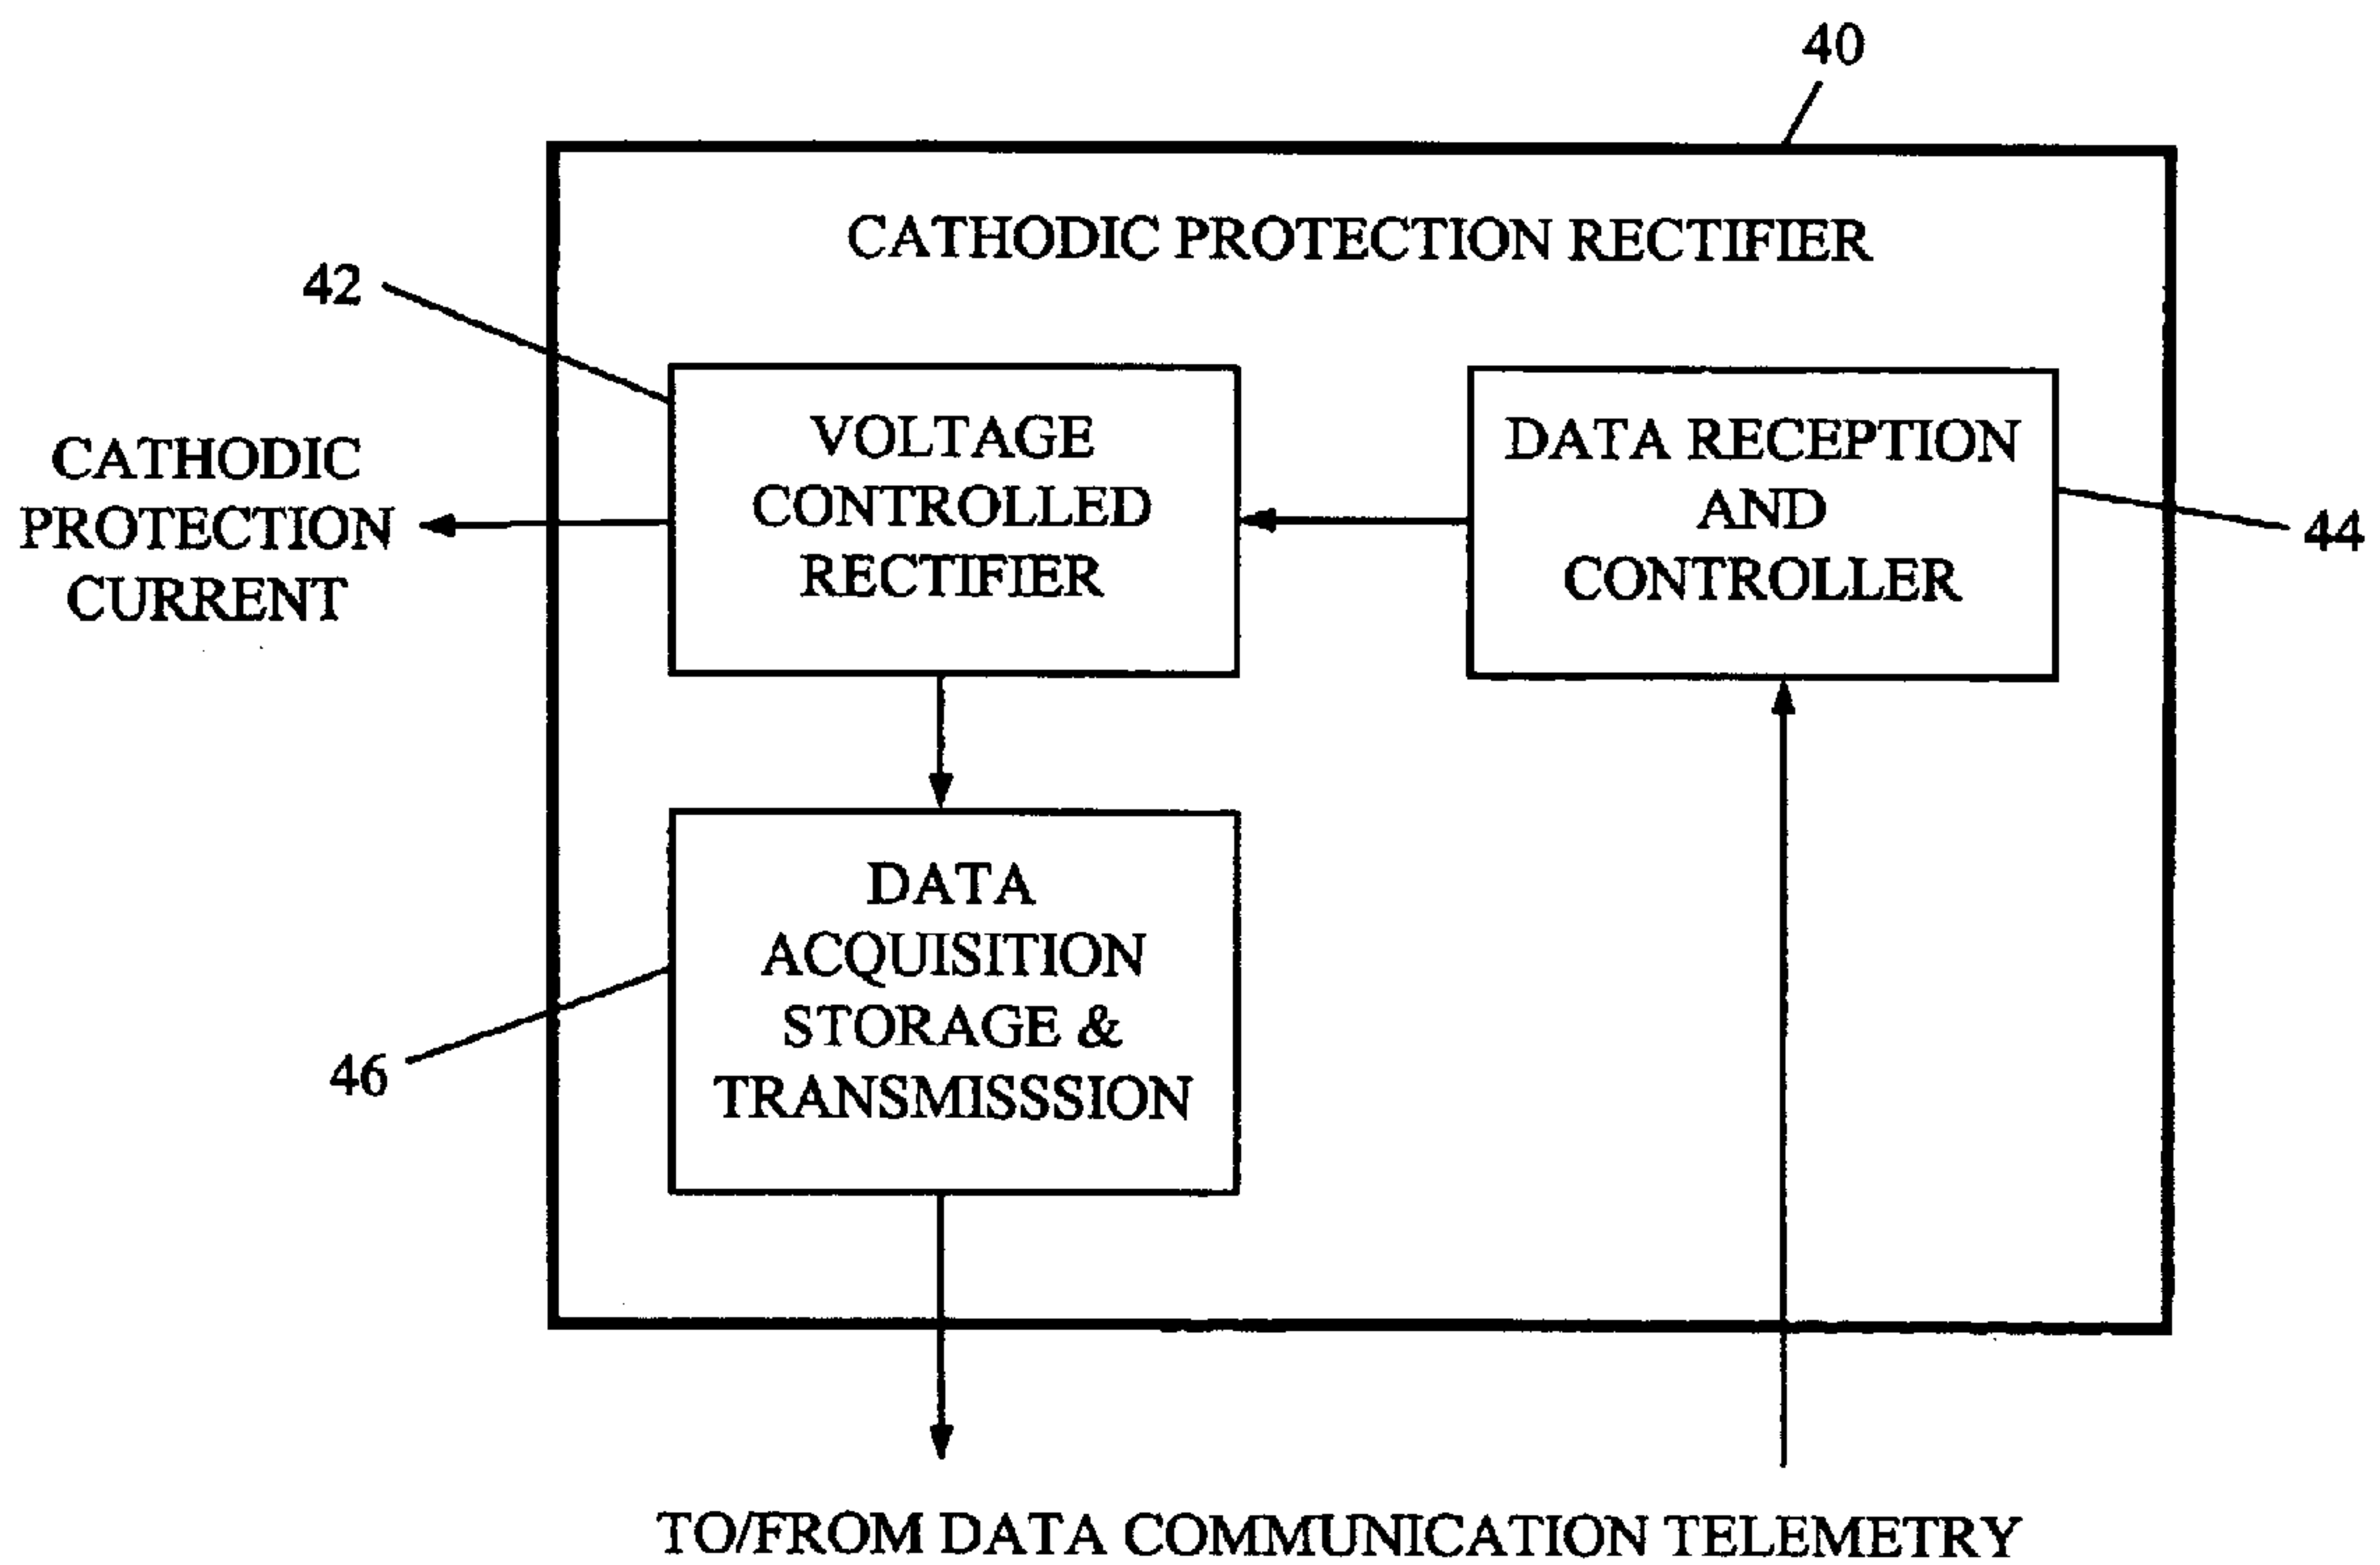 40
CATHODIC PROTECTION RECTIFIER
42
VOLTAGE
CONTROLLED
RECTIFIER
DATA RECEPTION
AND
CONTROLLER
44
CATHODIC
PROTECTION
CURRENT
DATA
ACQUISITION
STORAGE &
TRANSMISSSION
46
TO/FROM DATA COMMUNICATION TELEMETRY